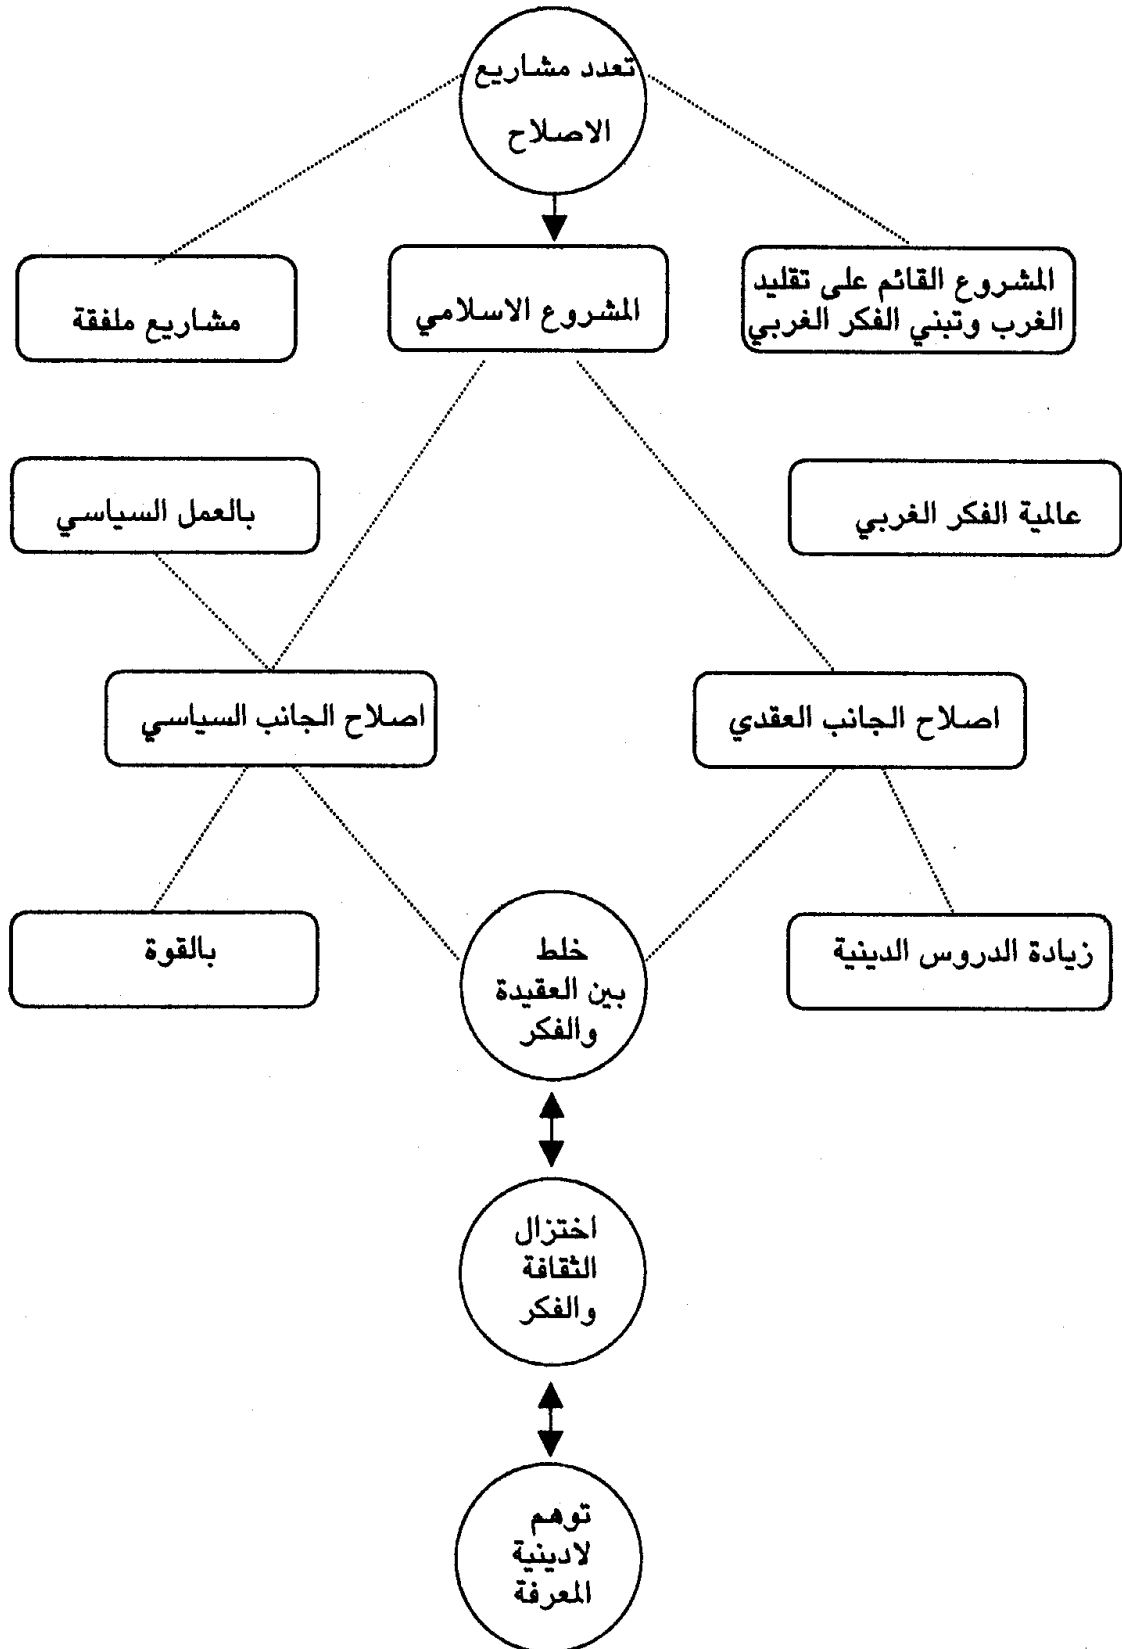 تعدد مشاريع
الاصلاح
المشروع القائم على تقليد
الغرب وتبني الفكر الغربي
المشروع الاسلامي
مشاريع ملفقة
عالمية الفكر الغربي
بالعمل السياسي
اصلاح الجانب العقدي
اصلاح الجانب السياسي
زيادة الدروس الدينية
خلط
بين العقيدة
والفكر
بالقوة
اختزال
الثقافة
والفكر
توهم
لادينية
المعرفة